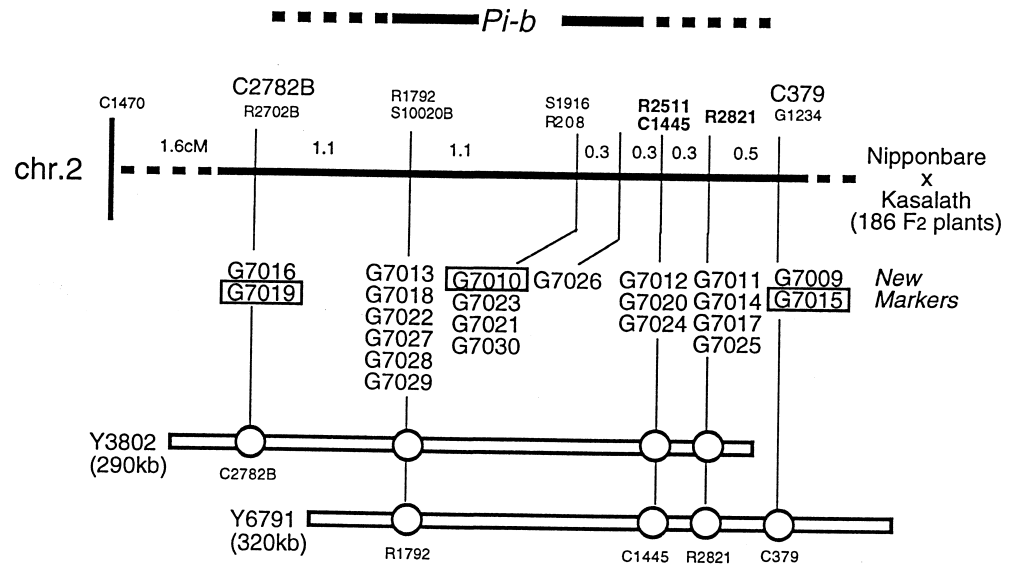 Pi-b
C1470
C2782B
R2702B
R1792
S10020B
S1916
R208
R2511
C1445
R2821
C379
G1234
chr.2
1.6cM
1.1
1.1
0.3
0.3
0.3
0.5
Nipponbare
x
Kasalath
(186 F2 plants)
G7016
G7019
G7013
G7018
G7022
G7027
G7028
G7029
G7010
G7023
G7021
G7030
G7026
G7012
G7020
G7024
G7011
G7014
G7017
G7025
G7009
G7015
New
Markers
Y3802
(290kb)
C2782B
Y6791
(320kb)
R1792
C1445
R2821
C379